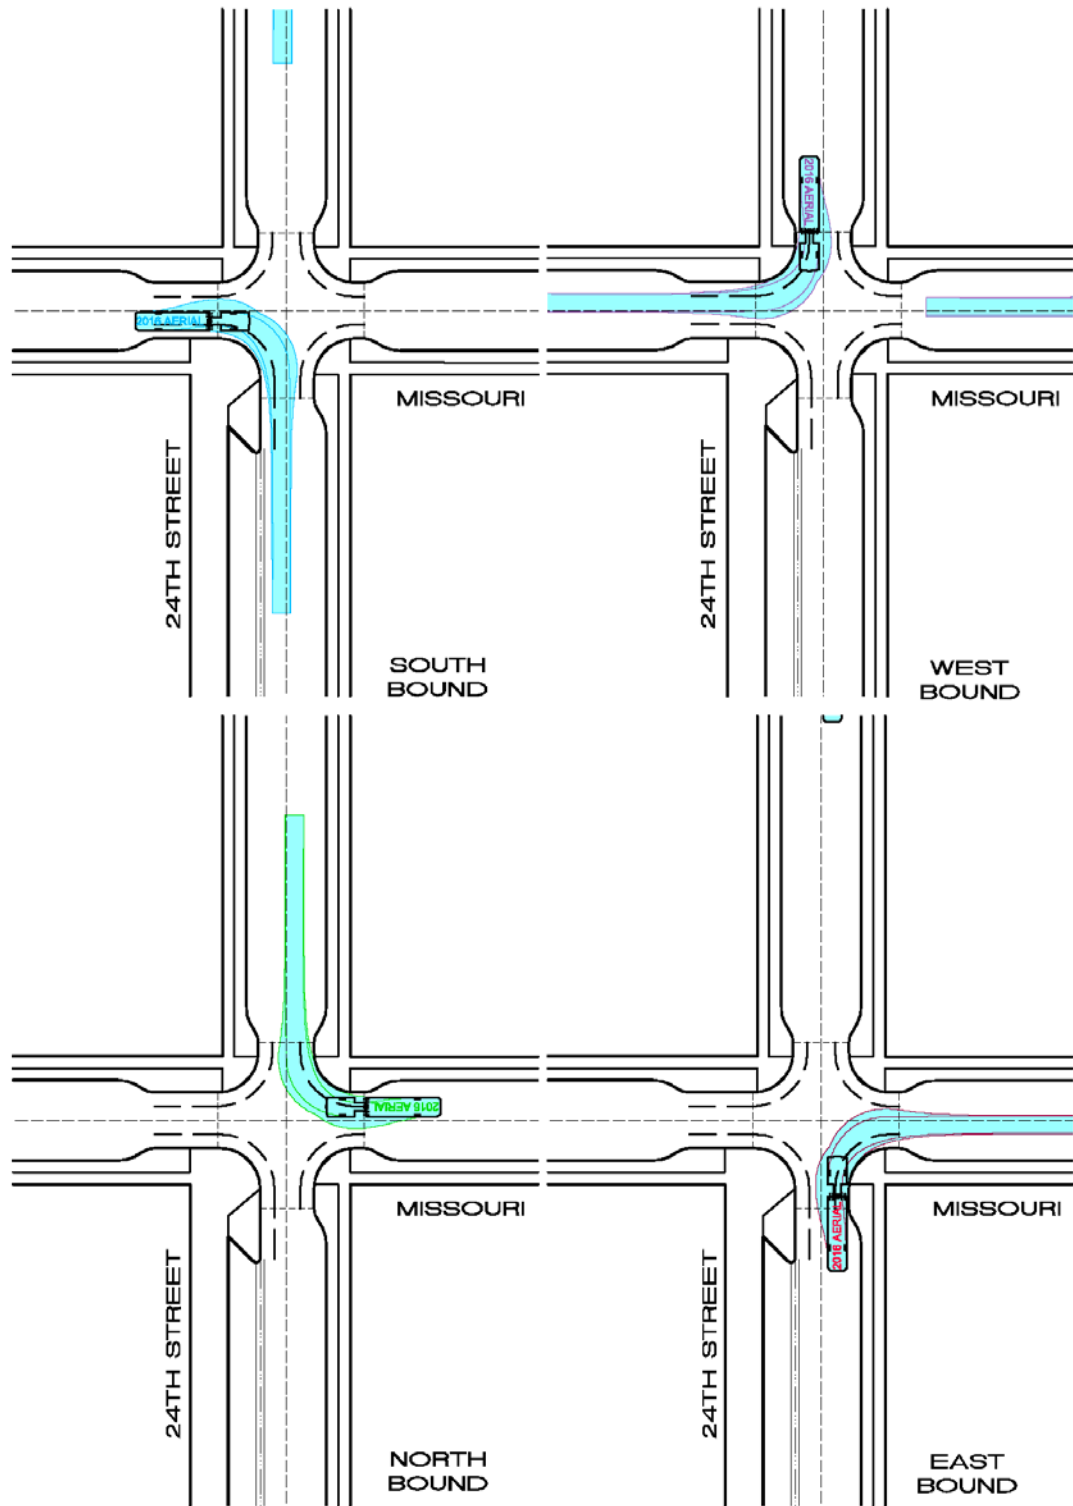 2016 AERIAL
MISSOURI
24TH STREET
SOUTH
BOUND
2016 AERIAL
MISSOURI
24TH STREET
WEST
BOUND
2016 AERIAL
MISSOURI
24TH STREET
NORTH
BOUND
2016 AERIAL
MISSOURI
24TH STREET
EAST
BOUND